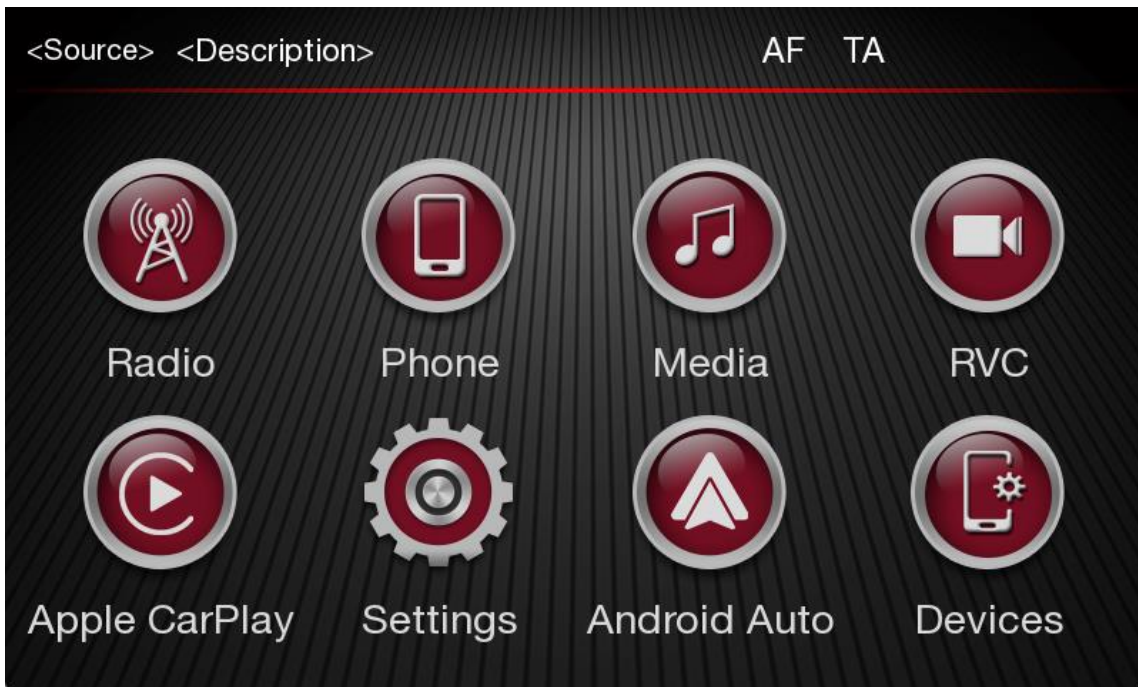 <Source> <Description> AF TA
Radio Phone Media RVC
Apple CarPlay Settings Android Auto Devices